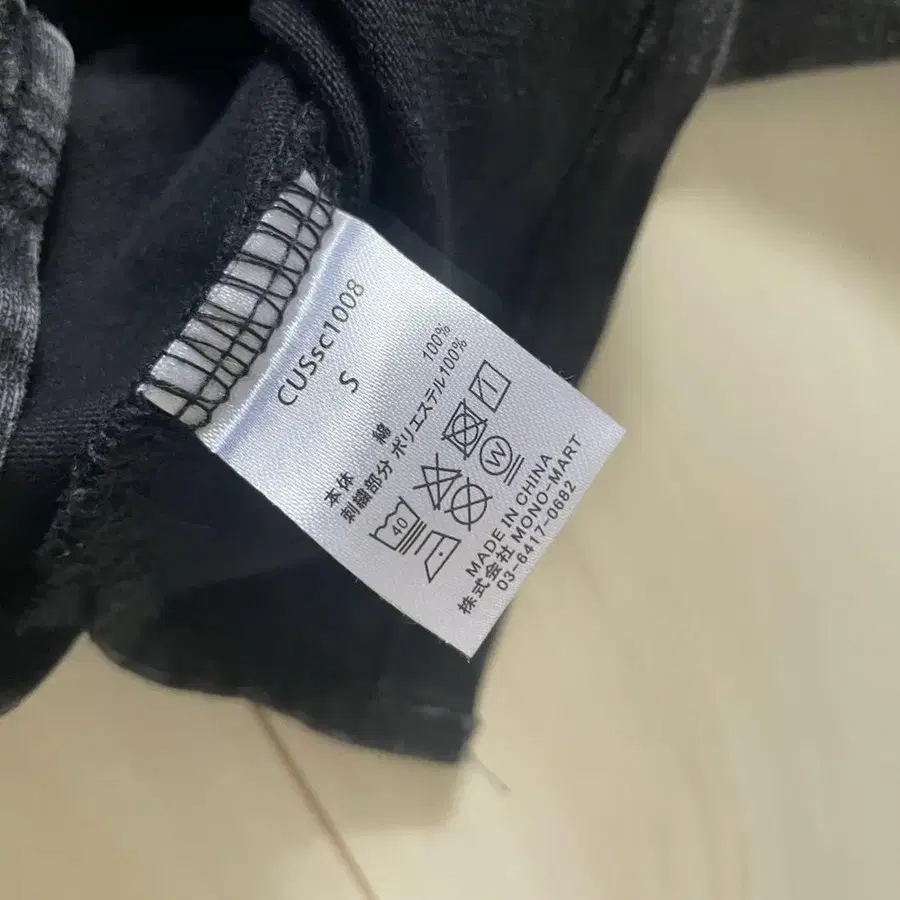 CUSsc1008
S
本体 綿 100%
刺繍部分 ポリエステル100%
40
W
MADE IN CHINA
株式会社 MONO-MART
03-6417-0682